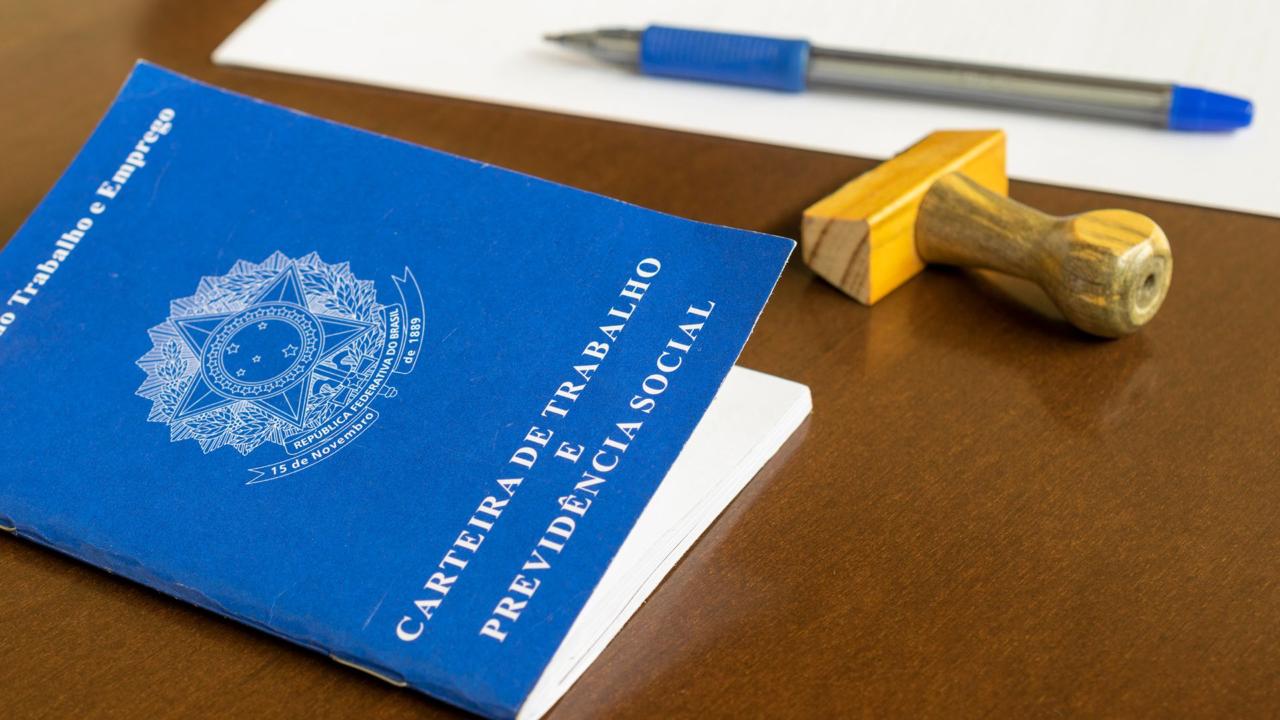 o Trabalho e Emprego
REPÚBLICA FEDERATIVA DO BRASIL
15 de Novembro
de 1889
CARTEIRA DE TRABALHO
E
PREVIDÊNCIA SOCIAL